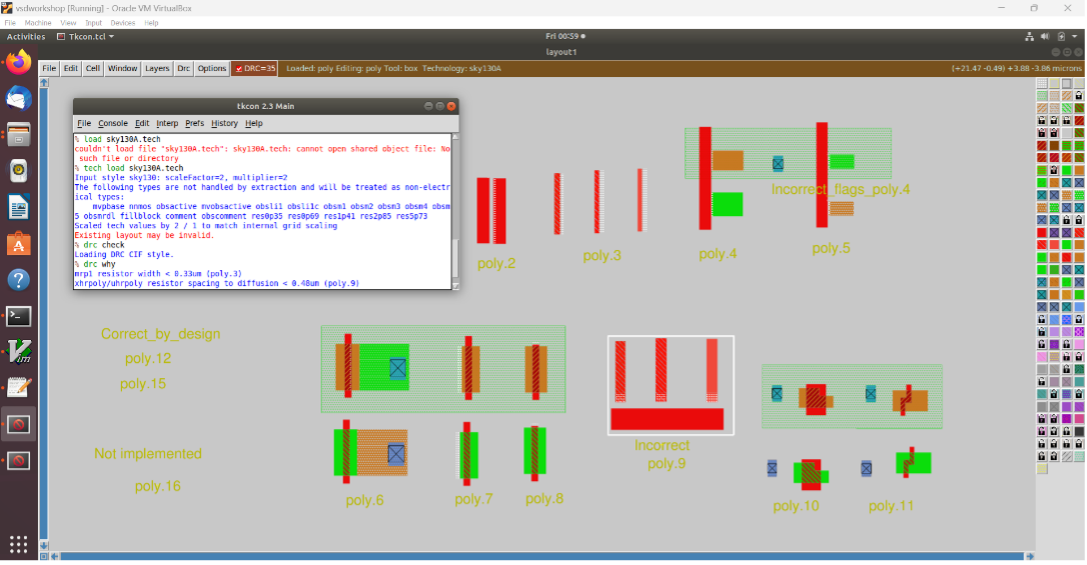 vsdworkshop [Running] - Oracle VM VirtualBox
File Machine View Input Devices Help
Activities Tkcon.tcl Fri 00:59
layout1
File Edit Cell Window Layers Drc Options DRC=35 Loaded: poly Editing: poly Tool: box Technology: sky130A (+21.47 -0.49) +3.88 -3.86 microns
tkcon 2.3 Main
File Console Edit Interp Prefs History Help
% load sky130A.tech
couldn't load file "sky130A.tech": sky130A.tech: cannot open shared object file: No
such file or directory
% tech load sky130A.tech
Input style sky130: scaleFactor=2, multiplier=2
The following types are not handled by extraction and will be treated as non-electr
ical types:
mvpbase nnmos obsactive mvobsactive obsli1 obsli1c obsm1 obsm2 obsm3 obsm4 obsm
5 obsmrdl fillblock comment obscomment res0p35 res0p69 res1p41 res2p85 res5p73
Scaled tech values by 2 / 1 to match internal grid scaling
Existing layout may be invalid.
% drc check
Loading DRC CIF style.
% drc why
mrp1 resistor width < 0.33um (poly.3)
xhrpoly/uhrpoly resistor spacing to diffusion < 0.48um (poly.9)
poly.2
poly.3
poly.4
Incorrect_flags_poly.4
poly.5
Correct_by_design
poly.12
poly.15
Not implemented
poly.16
poly.6
poly.7
poly.8
Incorrect
poly.9
poly.10
poly.11